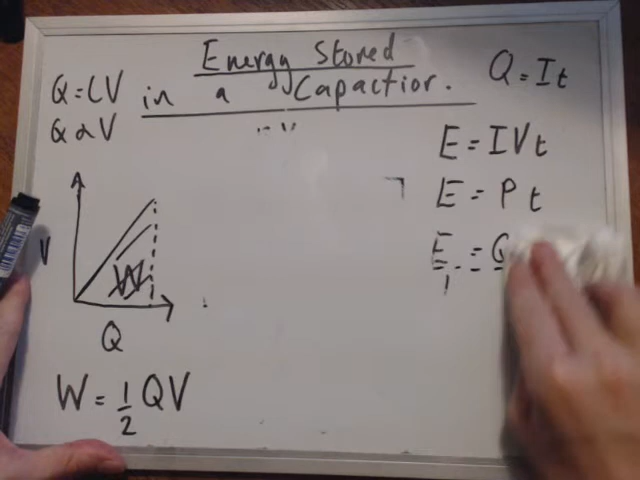 Energy Stored
in a Capactior.
Q = CV
Q α V
V
W
Q
W = 1/2 QV
Q = It
E = IVt
E = Pt
E = Q